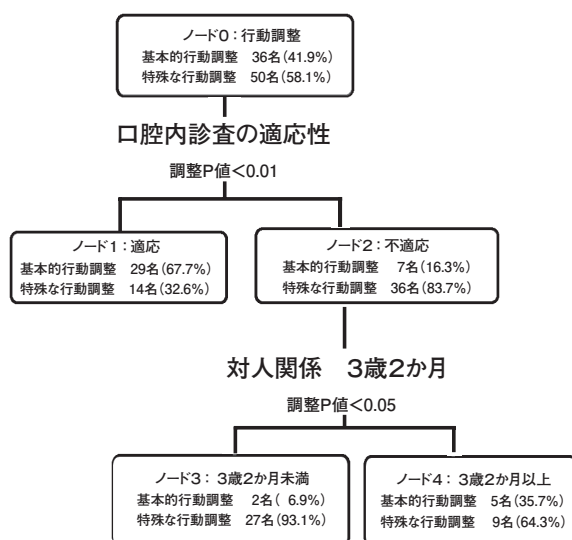 ノード0：行動調整
基本的行動調整　36名(41.9%)
特殊な行動調整　50名(58.1%)
口腔内診査の適応性
調整P値<0.01
ノード1：適応
基本的行動調整　29名(67.7%)
特殊な行動調整　14名(32.6%)
ノード2：不適応
基本的行動調整　7名(16.3%)
特殊な行動調整　36名(83.7%)
対人関係　3歳2か月
調整P値<0.05
ノード3：3歳2か月未満
基本的行動調整　2名( 6.9%)
特殊な行動調整　27名(93.1%)
ノード4：3歳2か月以上
基本的行動調整　5名(35.7%)
特殊な行動調整　9名(64.3%)